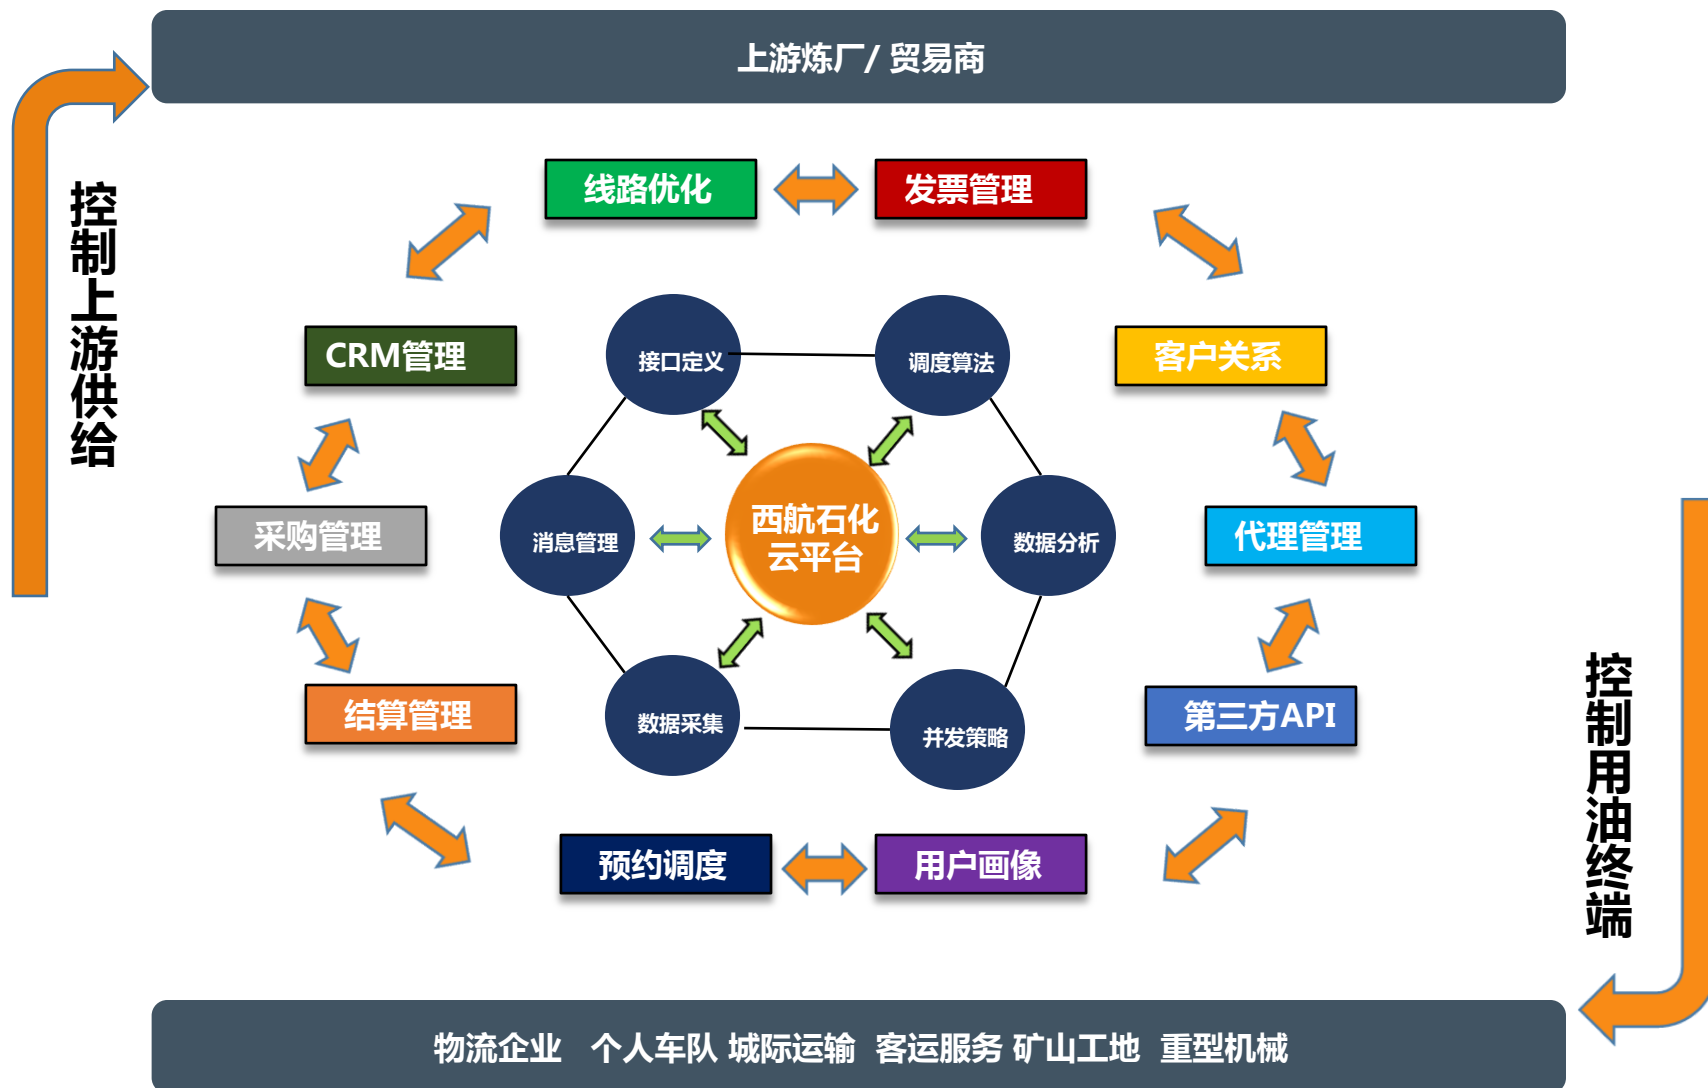 上游炼厂/ 贸易商
控制上游供给
线路优化
发票管理
CRM管理
客户关系
接口定义
调度算法
采购管理
消息管理
西航石化
云平台
数据分析
代理管理
结算管理
数据采集
并发策略
第三方API
控制用油终端
预约调度
用户画像
物流企业 个人车队 城际运输 客运服务 矿山工地 重型机械